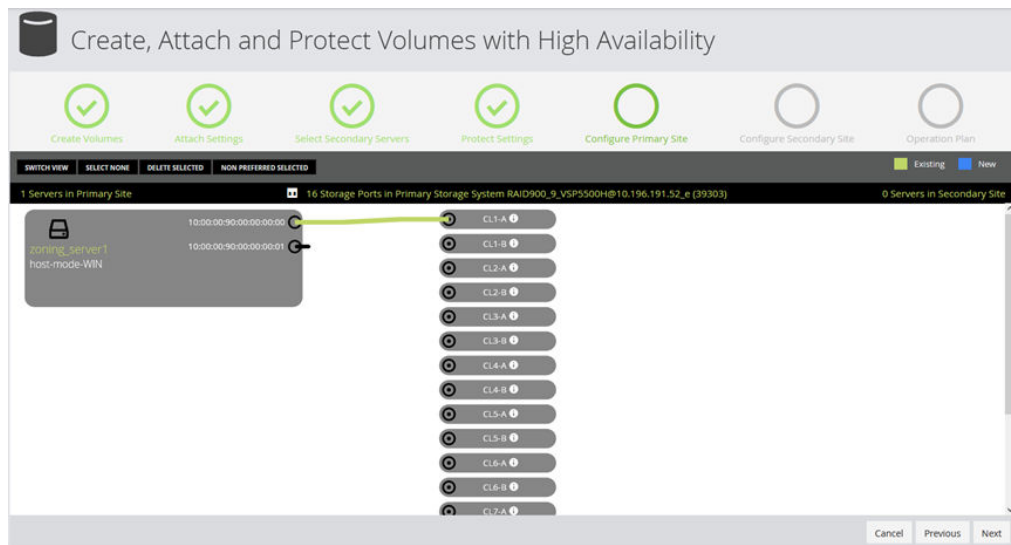 Create, Attach and Protect Volumes with High Availability
Create Volumes
Attach Settings
Select Secondary Servers
Protect Settings
Configure Primary Site
Configure Secondary Site
Operation Plan
SWITCH VIEW SELECT NONE DELETE SELECTED NON PREFERRED SELECTED Existing New
1 Servers in Primary Site 16 Storage Ports in Primary Storage System RAID900_9_VSP5500H@10.196.191.52_e (39303) 0 Servers in Secondary Site
zoning_server1
host-mode-WIN
10:00:00:90:00:00:00:00
10:00:00:90:00:00:00:01
CL1-A
CL1-B
CL2-A
CL2-B
CL3-A
CL3-B
CL4-A
CL4-B
CL5-A
CL5-B
CL6-A
CL6-B
CL7-A
Cancel Previous Next